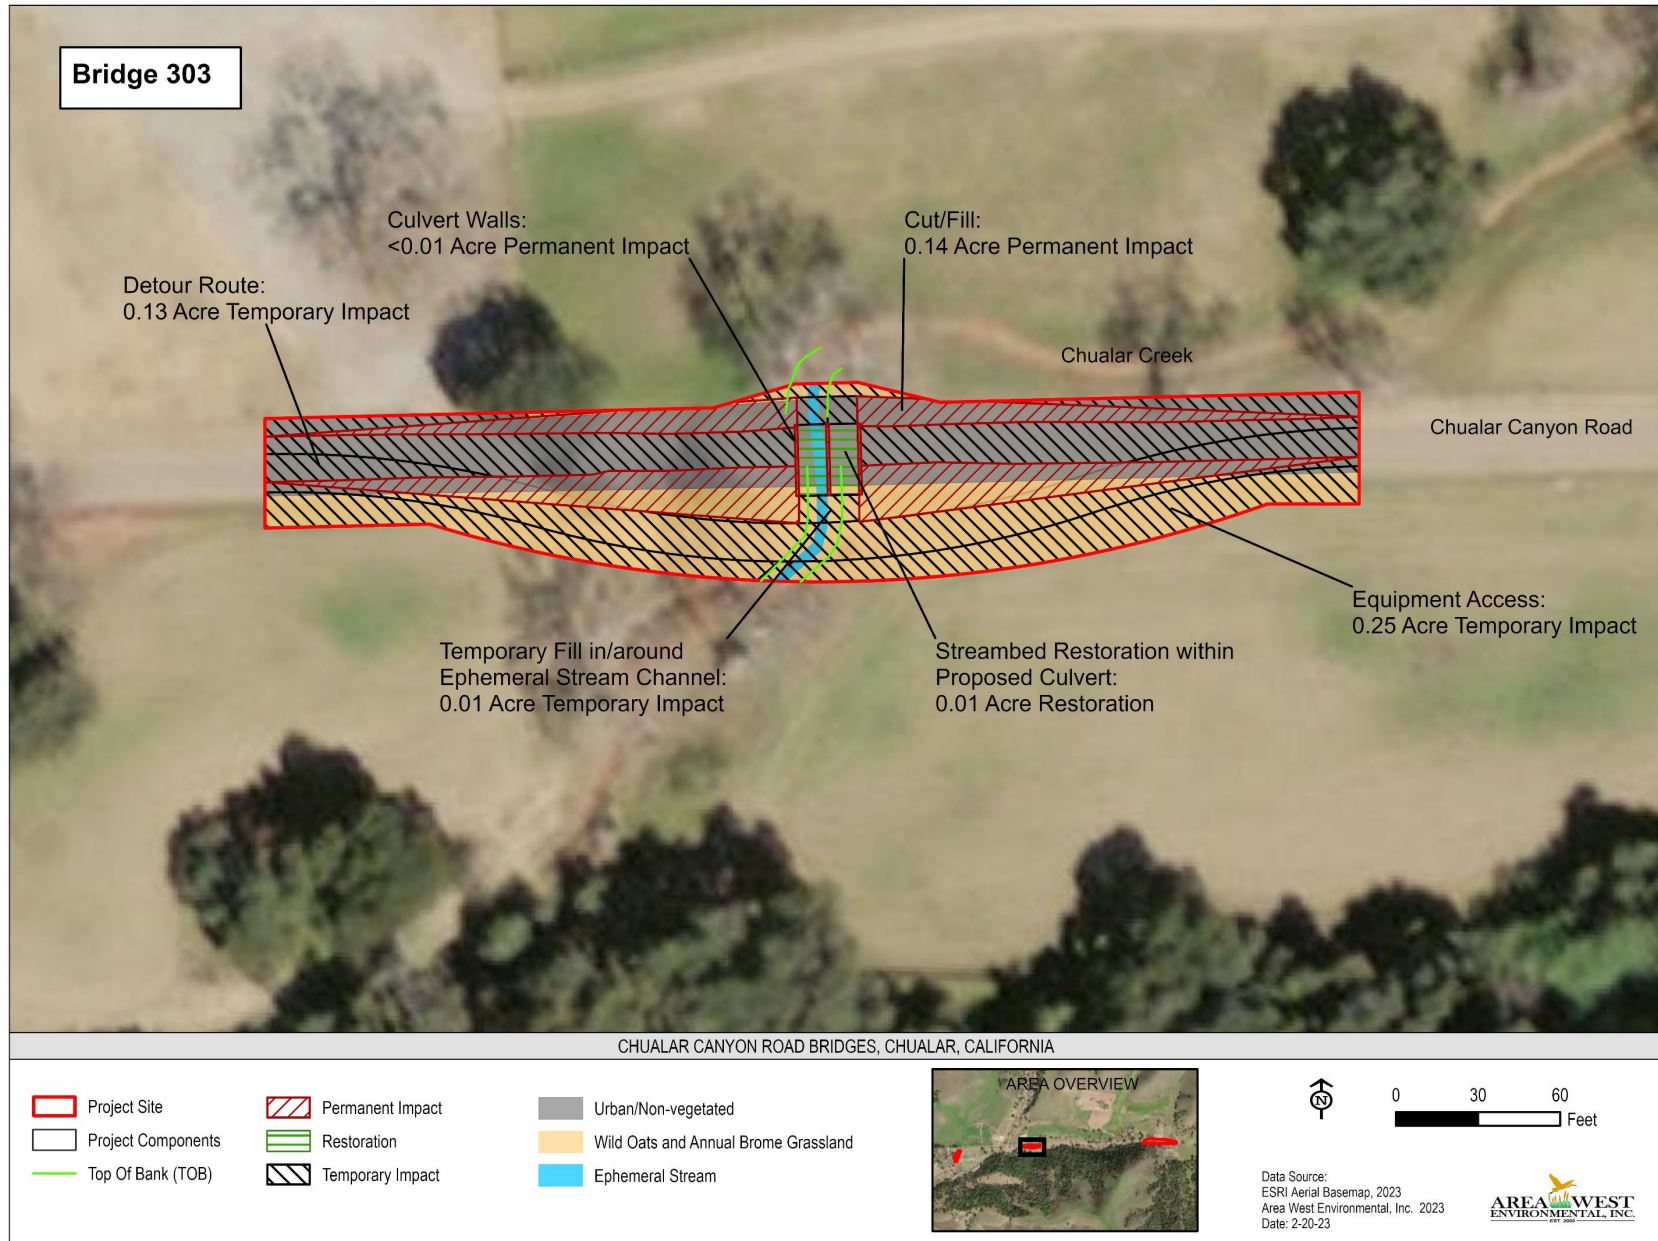 Bridge 303
Culvert Walls:
<0.01 Acre Permanent Impact
Cut/Fill:
0.14 Acre Permanent Impact
Detour Route:
0.13 Acre Temporary Impact
Chualar Creek
Chualar Canyon Road
Equipment Access:
0.25 Acre Temporary Impact
Temporary Fill in/around
Ephemeral Stream Channel:
0.01 Acre Temporary Impact
Streambed Restoration within
Proposed Culvert:
0.01 Acre Restoration
CHUALAR CANYON ROAD BRIDGES, CHUALAR, CALIFORNIA
Project Site
Project Components
Top Of Bank (TOB)
Permanent Impact
Restoration
Temporary Impact
Urban/Non-vegetated
Wild Oats and Annual Brome Grassland
Ephemeral Stream
AREA OVERVIEW
N
0 30 60
Feet
Data Source:
ESRI Aerial Basemap, 2023
Area West Environmental, Inc. 2023
Date: 2-20-23
AREA WEST
ENVIRONMENTAL, INC.
EST 2000